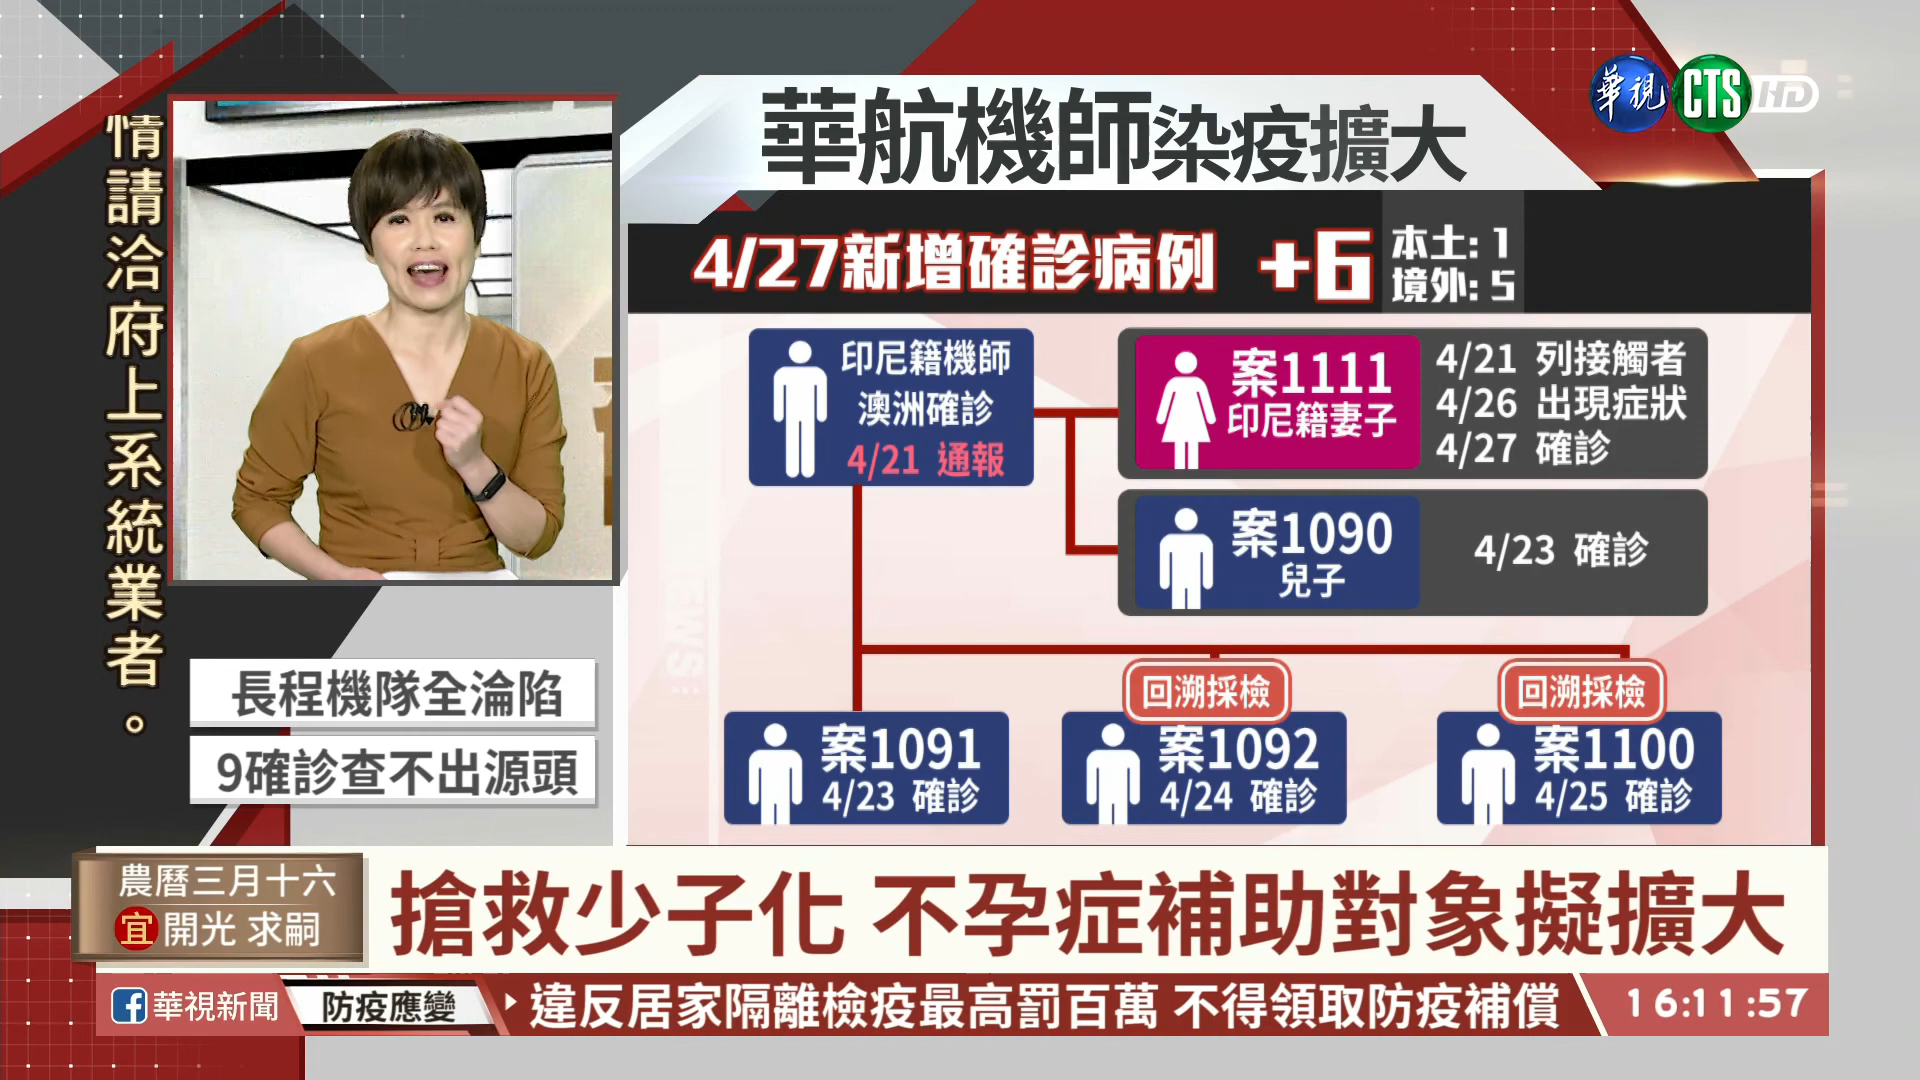 華視 CTS HD
華航機師染疫擴大
情請洽府上系統業者。
4/27新增確診病例 +6
本土: 1
境外: 5
印尼籍機師
澳洲確診
4/21 通報
案1111
印尼籍妻子
4/21 列接觸者
4/26 出現症狀
4/27 確診
案1090
兒子
4/23 確診
回溯採檢
回溯採檢
案1091
4/23 確診
案1092
4/24 確診
案1100
4/25 確診
長程機隊全淪陷
9確診查不出源頭
農曆三月十六
宜 開光 求嗣
搶救少子化 不孕症補助對象擬擴大
華視新聞
防疫應變
違反居家隔離檢疫最高罰百萬 不得領取防疫補償
16:11:57